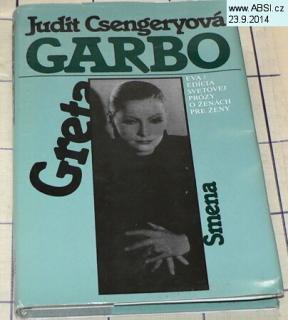 www.ABSI.cz
23.9.2014
Judit Csengeryová
GARBO
Greta
EVA :
EDÍCIA
SVETOVEJ
PRÓZY
O ŽENÁCH
PRE ŽENY
Smena